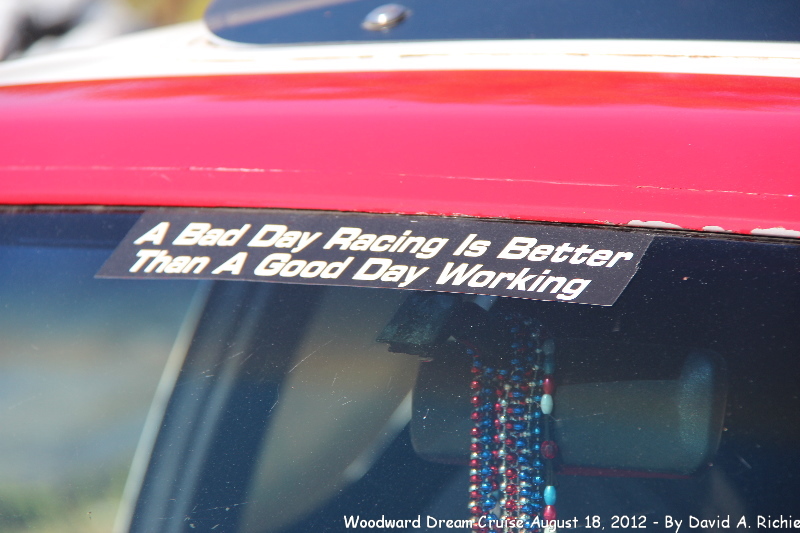 A Bad Day Racing Is Better
Than A Good Day Working
Woodward Dream Cruise-August 18, 2012 - By David A. Richie